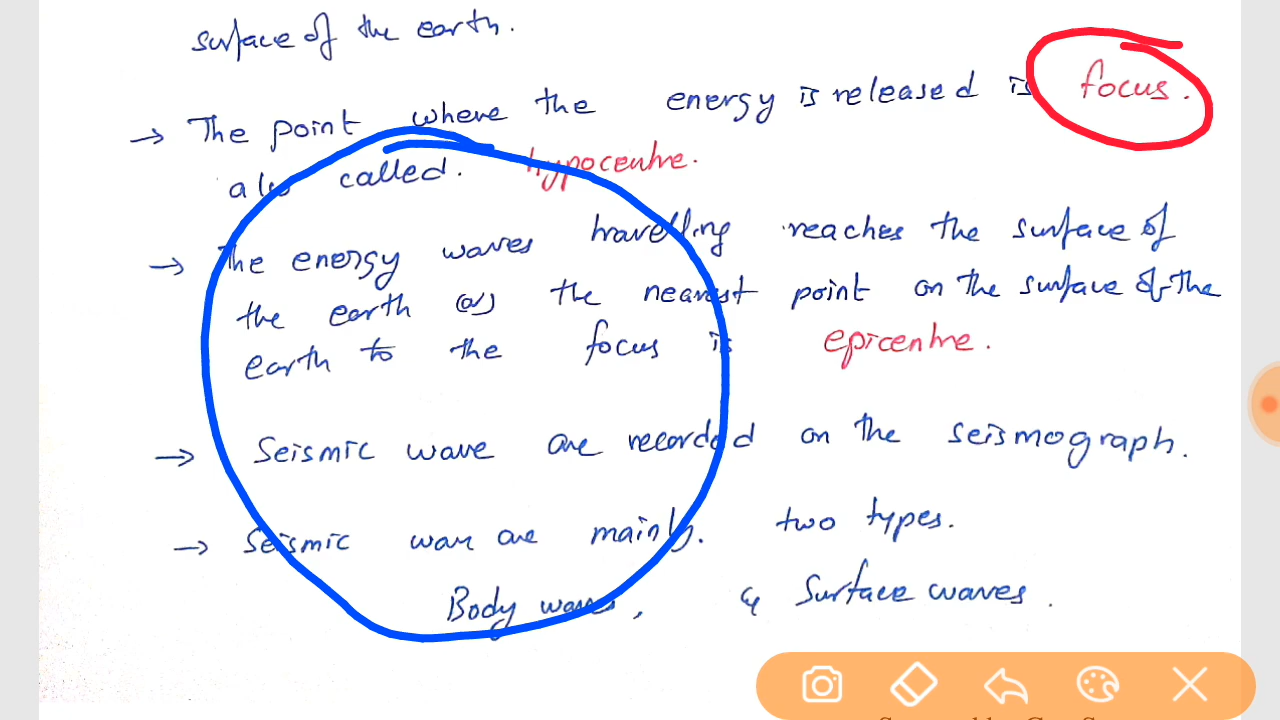 surface of the earth.
→ The point where the energy is released is focus.
also called. hypocentre.
→ The energy waves travelling reaches the surface of
the earth (or) the nearest point on the surface of the
earth to the focus is epicentre.
→ Seismic wave are recorded on the seismograph.
→ Seismic wave are mainly. two types.
Body waves, & Surface waves.